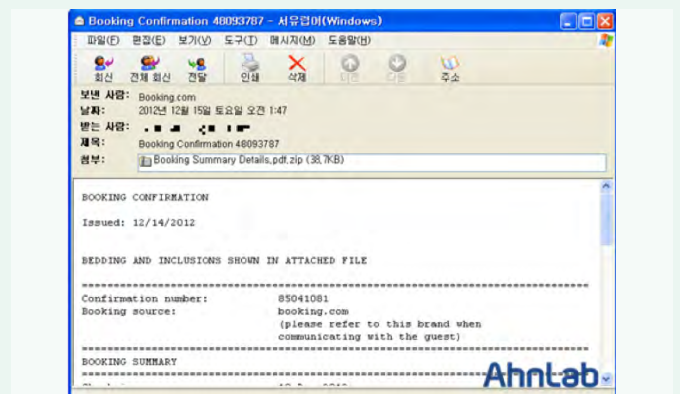 Booking Confirmation 48093787 - 서유럽어(Windows)
파일(F) 편집(E) 보기(V) 도구(T) 메시지(M) 도움말(H)
회신 전체 회신 전달 인쇄 삭제 이전 다음 주소
보낸 사람: Booking.com
날짜: 2012년 12월 15일 토요일 오전 1:47
받는 사람:
제목: Booking Confirmation 48093787
첨부: Booking Summary Details.pdf.zip (38.7KB)
BOOKING CONFIRMATION
Issued: 12/14/2012
BEDDING AND INCLUSIONS SHOWN IN ATTACHED FILE
Confirmation number: 85041081
Booking source: booking.com
(please refer to this brand when
communicating with the guest)
BOOKING SUMMARY
AhnLab